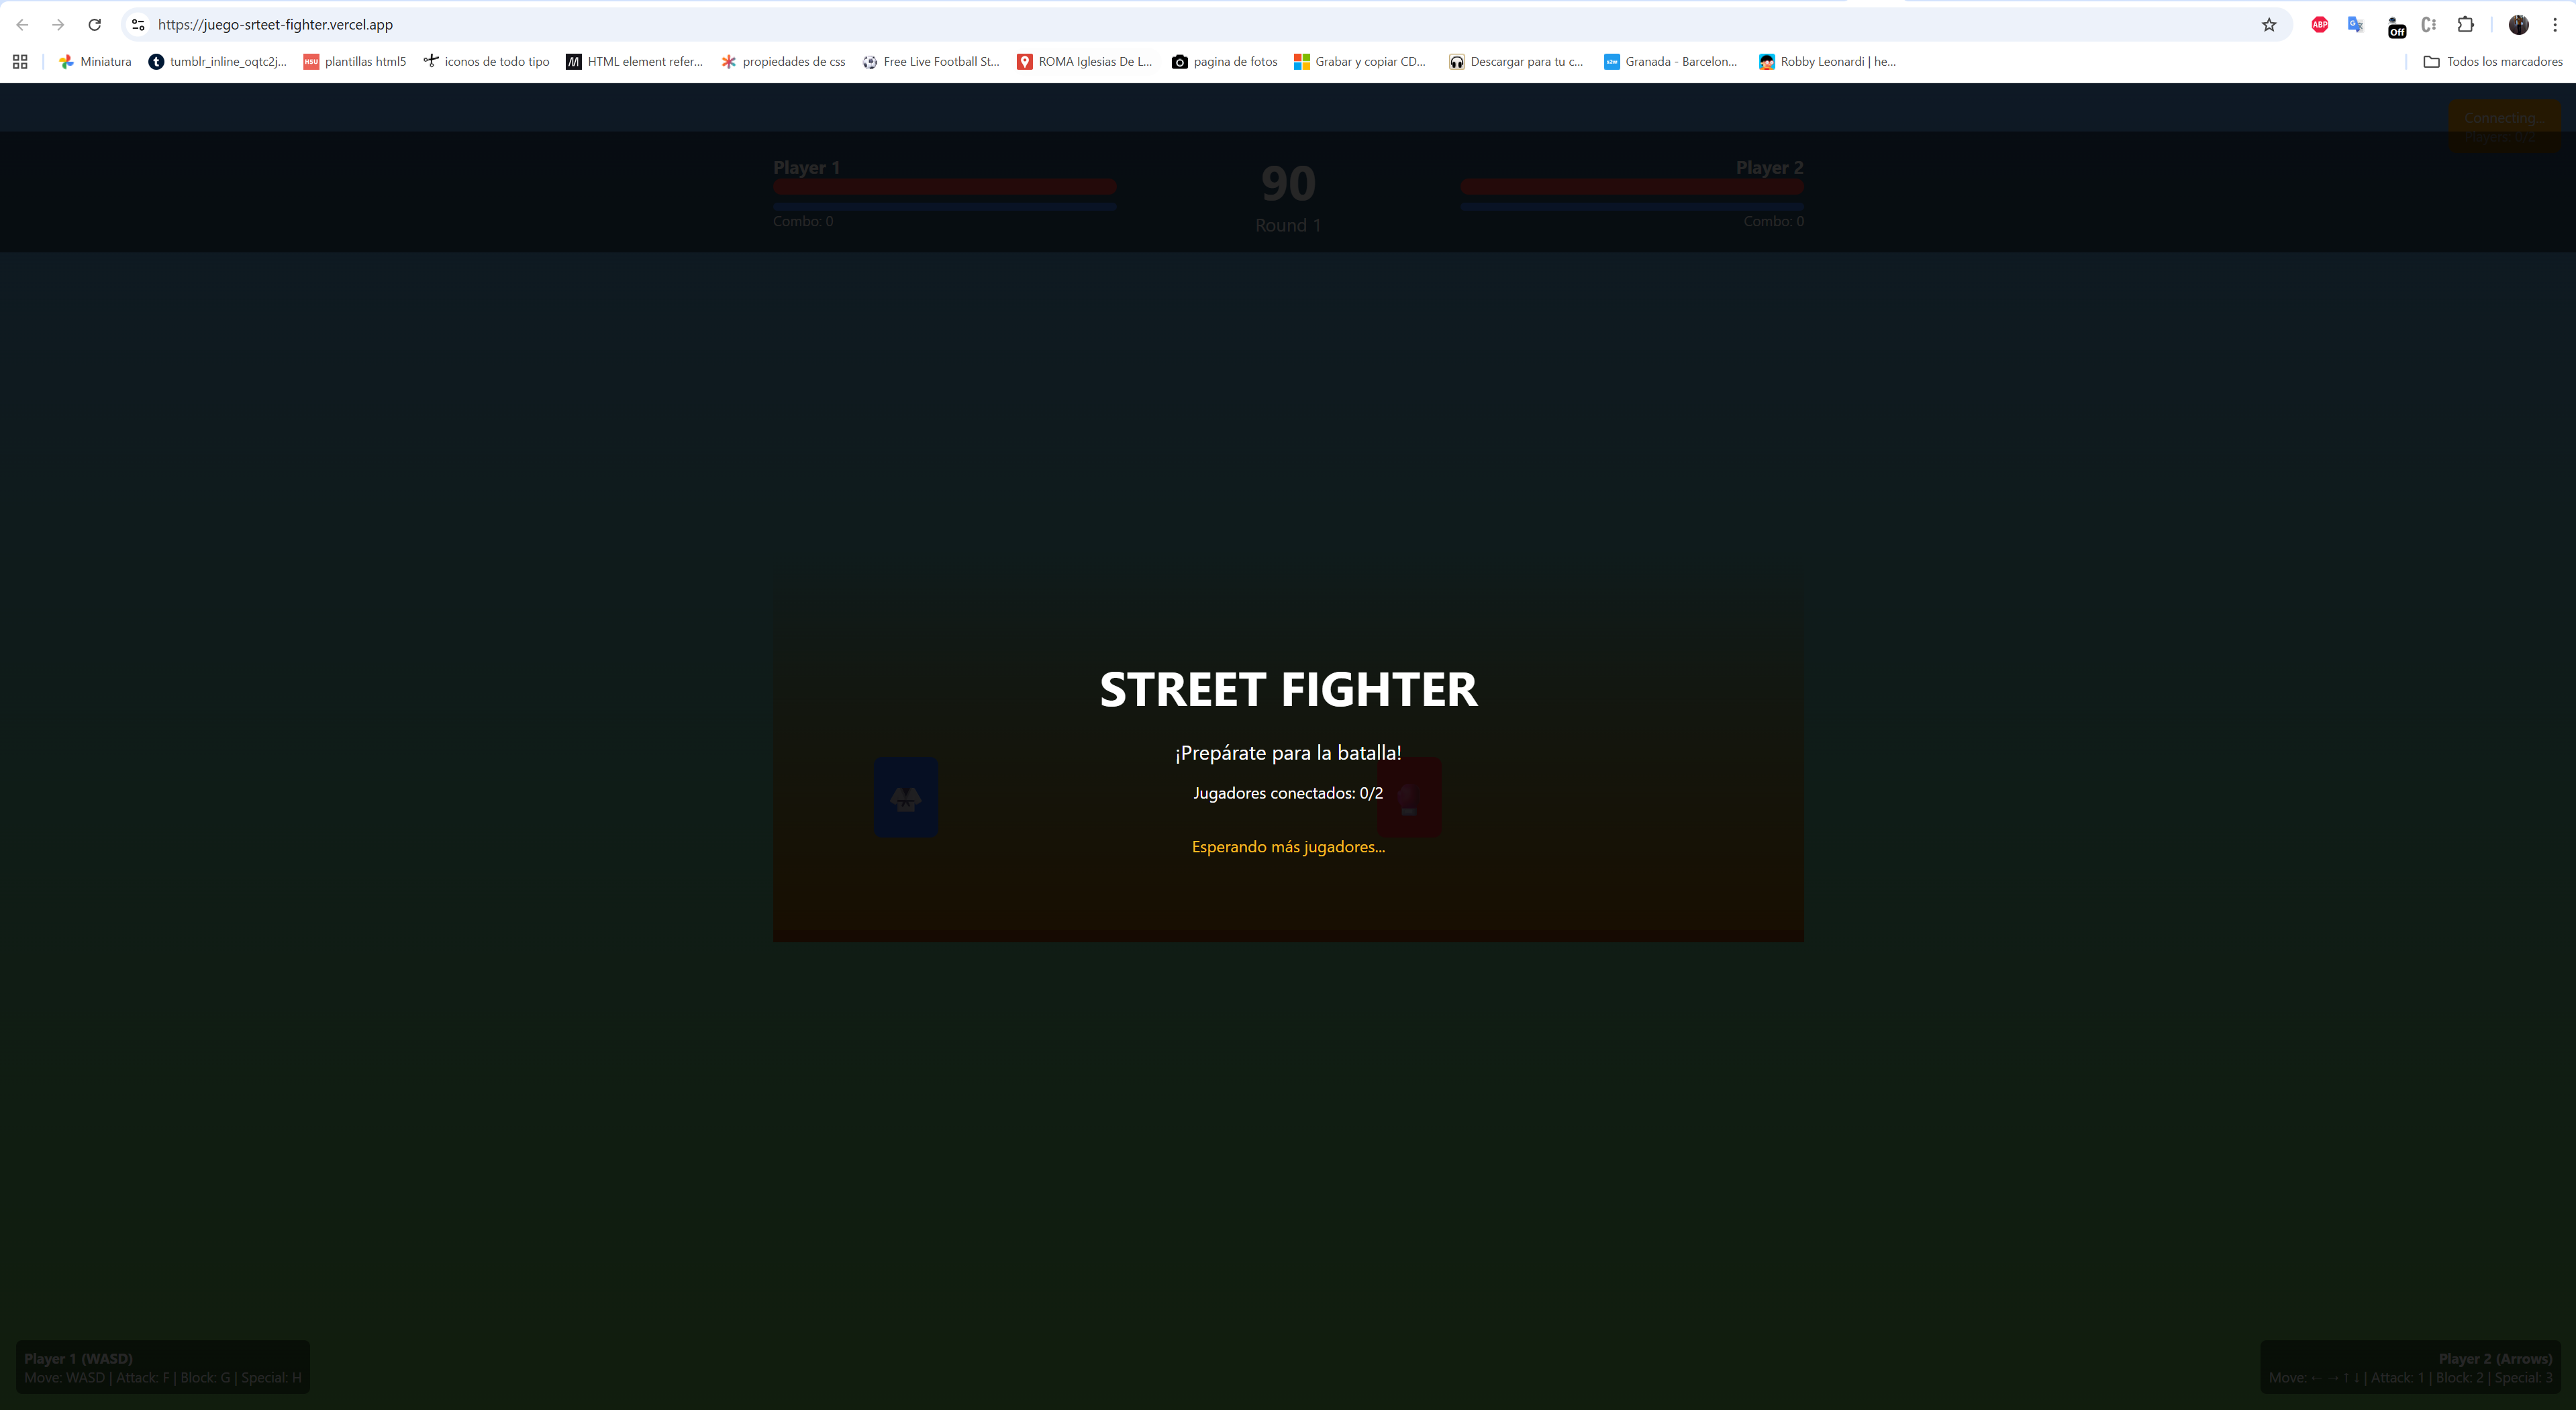 https://juego-srteet-fighter.vercel.app
ABP
Off
Miniatura
tumblr_inline_oqtc2j...
HSU
plantillas html5
iconos de todo tipo
HTML element refer...
propiedades de css
Free Live Football St...
ROMA Iglesias De L...
pagina de fotos
Grabar y copiar CD...
Descargar para tu c...
Granada - Barcelon...
Robby Leonardi | he...
Todos los marcadores
Connecting...
Player 1
90
Player 2
Combo: 0
Round 1
Combo: 0
STREET FIGHTER
¡Prepárate para la batalla!
Jugadores conectados: 0/2
Esperando más jugadores...
Player 1 (WASD)
Move: WASD | Attack: F | Block: G | Special: H
Player 2 (Arrows)
Move: ← → ↑ ↓ | Attack: 1 | Block: 2 | Special: 3